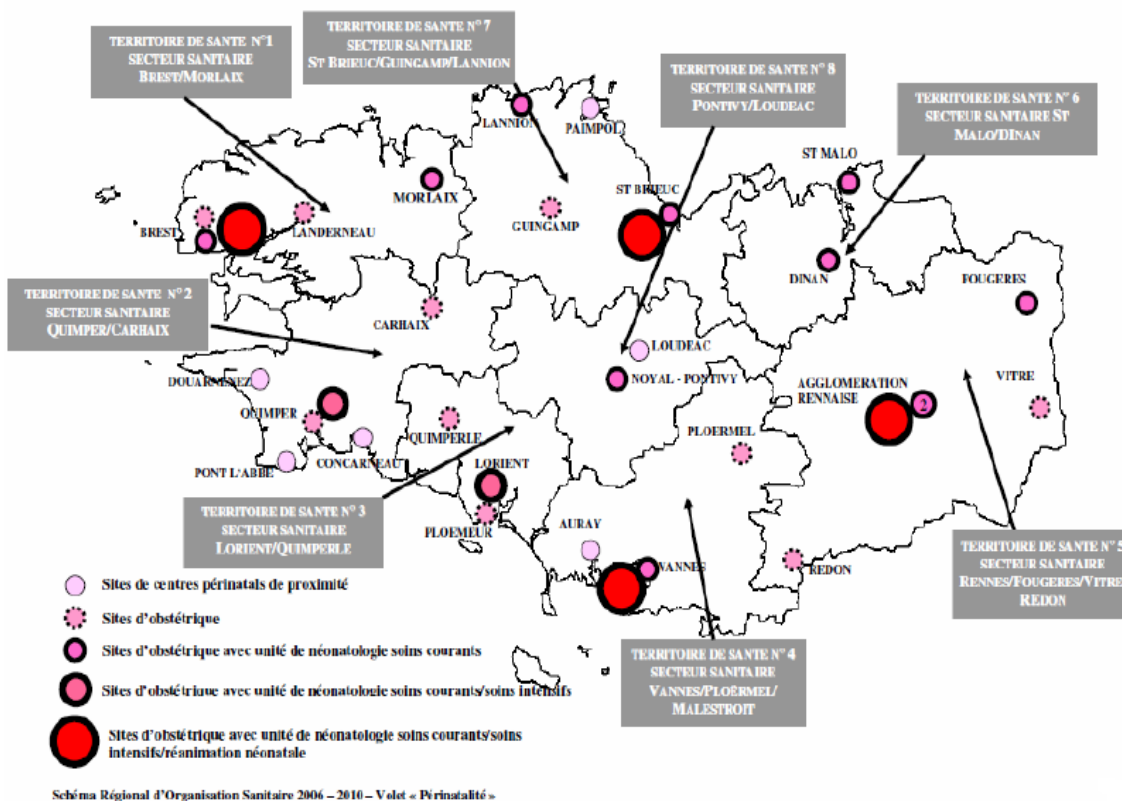 TERRITOIRE DE SANTE N°1
SECTEUR SANITAIRE
BREST/MORLAIX
TERRITOIRE DE SANTE N° 7
SECTEUR SANITAIRE
ST BRIEUC/GUINGAMP/LANNION
TERRITOIRE DE SANTE N° 8
SECTEUR SANITAIRE
PONTIVY/LOUDEAC
TERRITOIRE DE SANTE N° 6
SECTEUR SANITAIRE ST
MALO/DINAN
LANNIO
PAIMPOL
ST MALO
MORLAIX
ST BRIEUC
BREST
LANDERNEAU
GUINGAMP
DINAN
FOUGERES
TERRITOIRE DE SANTE N° 2
SECTEUR SANITAIRE
QUIMPER/CARHAIX
CARHAIX
LOUDEAC
DOUARNENEZ
NOYAL - PONTIVY
AGGLOMERATION
RENNAISE
2
VITRE
QUIMPER
QUIMPERLE
PLOERMEL
CONCARNEAU
PONT L'ABBE
LORIENT
TERRITOIRE DE SANTE N° 3
SECTEUR SANITAIRE
LORIENT/QUIMPERLE
PLOEMEUR
AURAY
VANNES
REDON
TERRITOIRE DE SANTE N° 5
SECTEUR SANITAIRE
RENNES/FOUGERES/VITRE
REDON
TERRITOIRE DE SANTE N° 4
SECTEUR SANITAIRE
VANNES/PLOËRMEL/
MALESTROIT
Sites de centres périnatals de proximité
Sites d'obstétrique
Sites d'obstétrique avec unité de néonatologie soins courants
Sites d'obstétrique avec unité de néonatologie soins courants/soins intensifs
Sites d'obstétrique avec unité de néonatologie soins courants/soins
intensifs/réanimation néonatale
Schéma Régional d'Organisation Sanitaire 2006 – 2010 – Volet « Périnatalité »